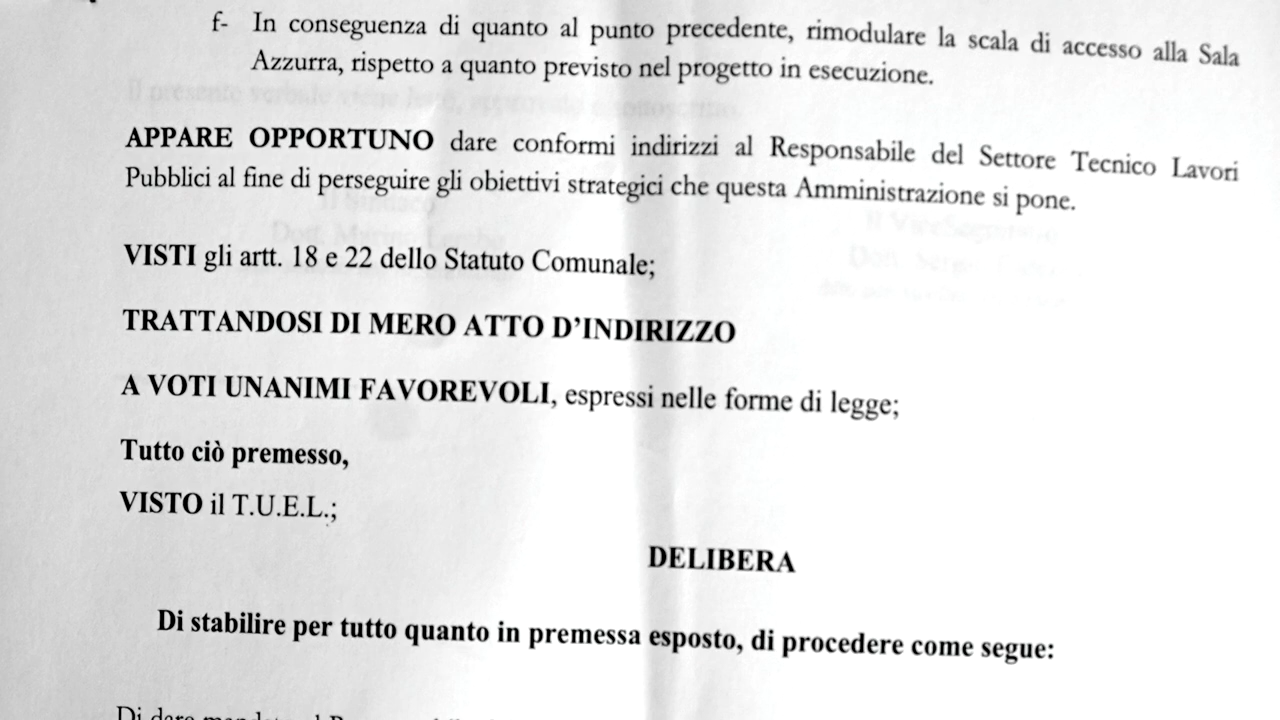 f- In conseguenza di quanto al punto precedente, rimodulare la scala di accesso alla Sala
Azzurra, rispetto a quanto previsto nel progetto in esecuzione.
APPARE OPPORTUNO dare conformi indirizzi al Responsabile del Settore Tecnico Lavori
Pubblici al fine di perseguire gli obiettivi strategici che questa Amministrazione si pone.
VISTI gli artt. 18 e 22 dello Statuto Comunale;
TRATTANDOSI DI MERO ATTO D'INDIRIZZO
A VOTI UNANIMI FAVOREVOLI, espressi nelle forme di legge;
Tutto ciò premesso,
VISTO il T.U.E.L.;
DELIBERA
Di stabilire per tutto quanto in premessa esposto, di procedere come segue:
Di dare